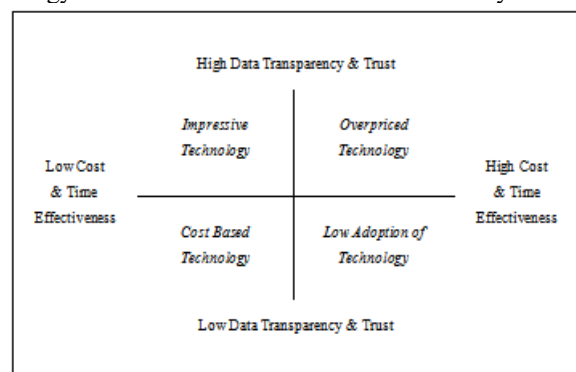 High Data Transparency & Trust
Impressive
Technology
Overpriced
Technology
Low Cost
& Time
Effectiveness
High Cost
& Time
Effectiveness
Cost Based
Technology
Low Adoption of
Technology
Low Data Transparency & Trust